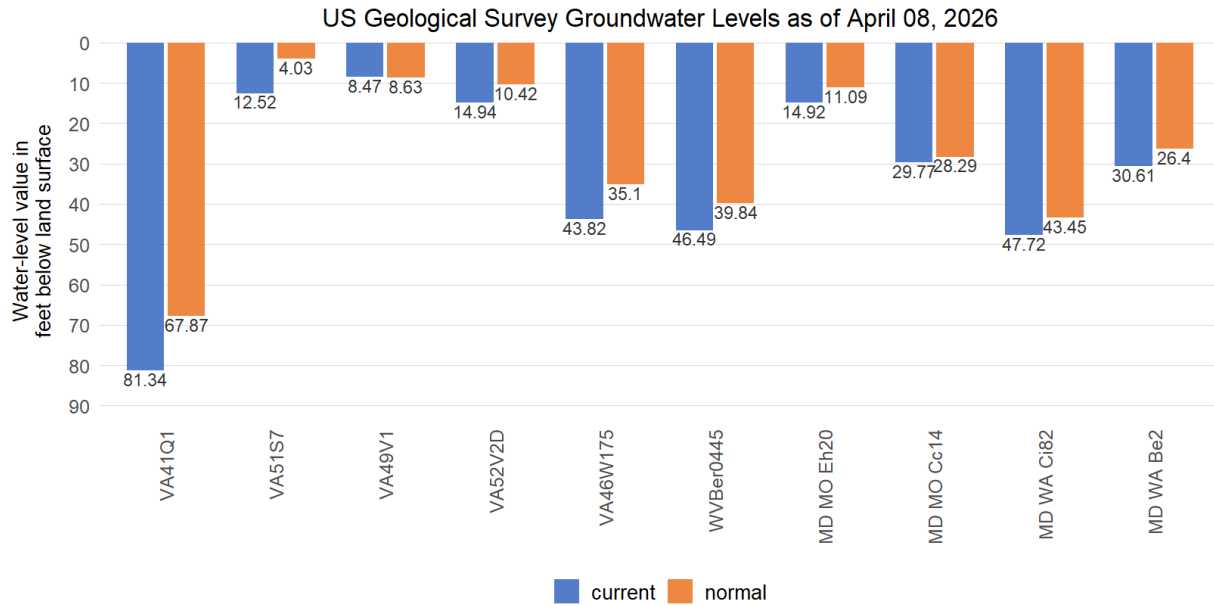 US Geological Survey Groundwater Levels as of April 08, 2026
Water-level value in
feet below land surface
0
10
20
30
40
50
60
70
80
90
81.34
67.87
12.52
4.03
8.47
8.63
14.94
10.42
43.82
35.1
46.49
39.84
14.92
11.09
29.77
28.29
47.72
43.45
30.61
26.4
VA41Q1
VA51S7
VA49V1
VA52V2D
VA46W175
WVBer0445
MD MO Eh20
MD MO Cc14
MD WA Ci82
MD WA Be2
current
normal